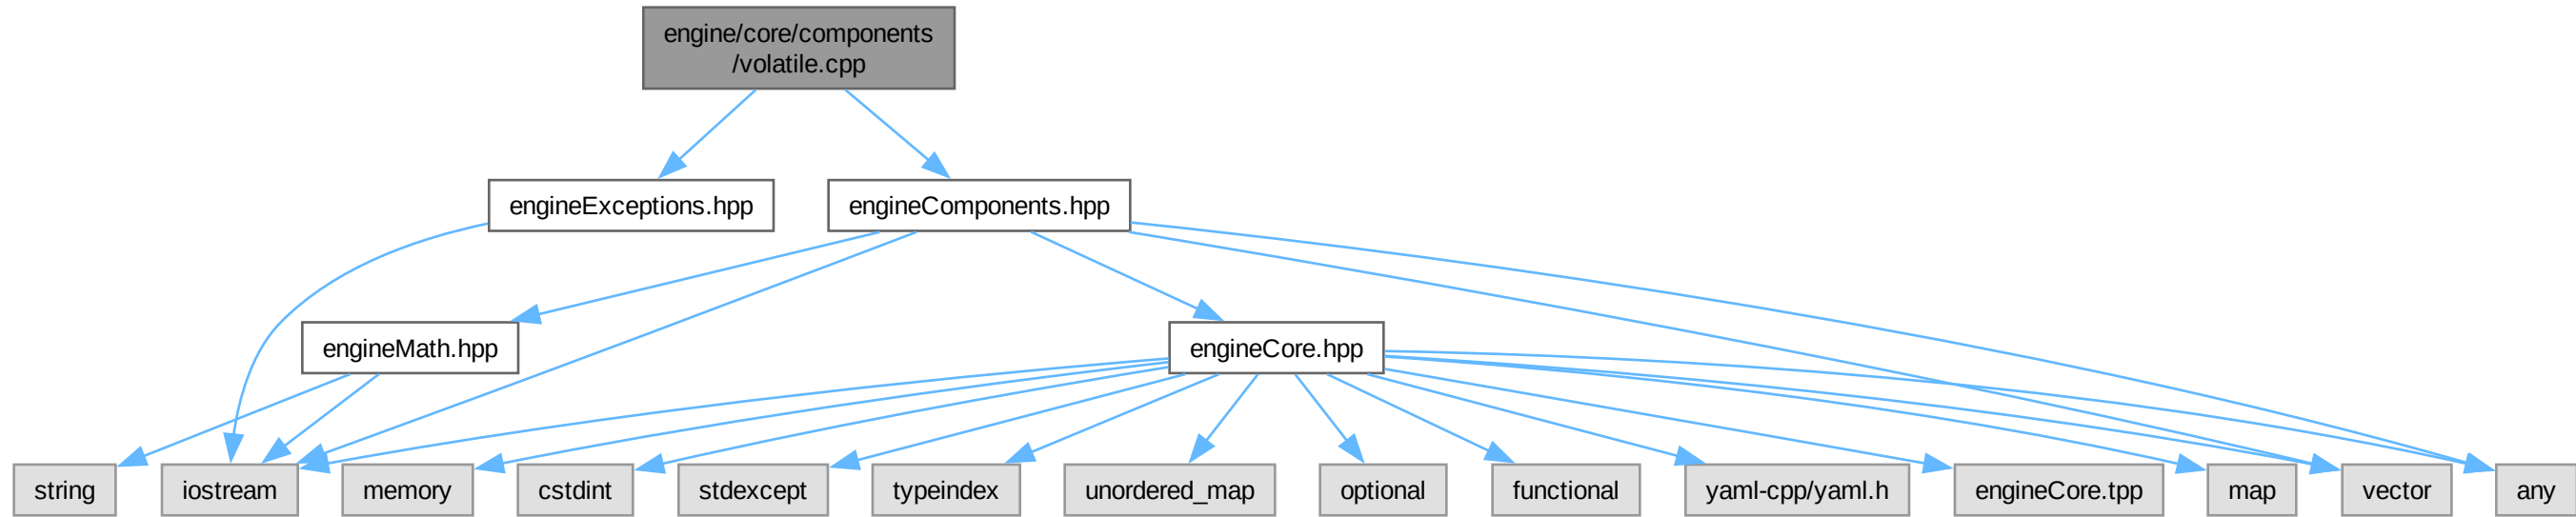 engine/core/components
/volatile.cpp
engineExceptions.hpp
engineComponents.hpp
engineMath.hpp
engineCore.hpp
string
iostream
memory
cstdint
stdexcept
typeindex
unordered_map
optional
functional
yaml-cpp/yaml.h
engineCore.tpp
map
vector
any